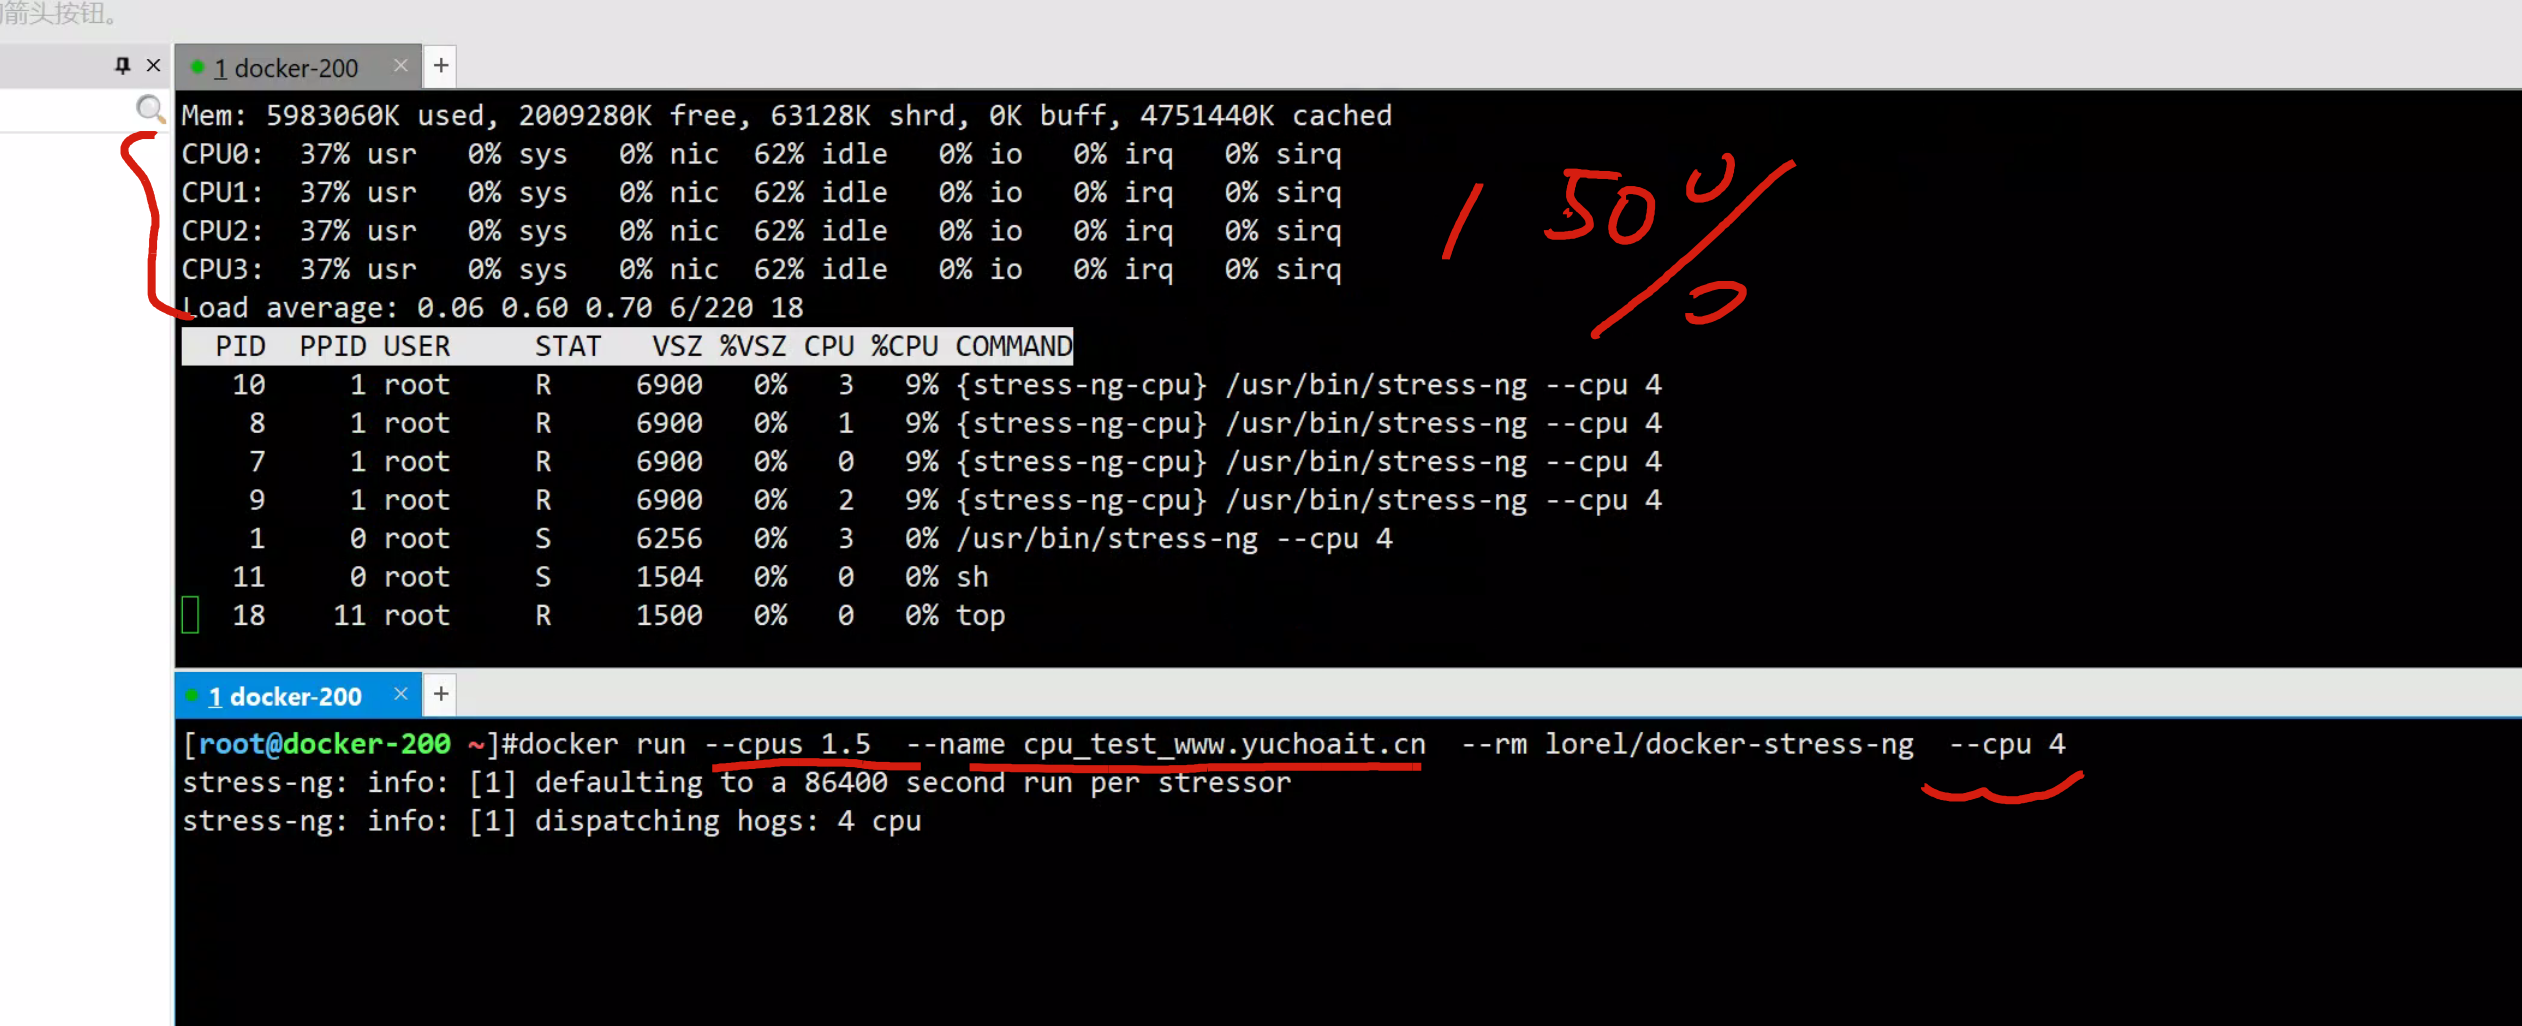 箭头按钮。
1 docker-200
Mem: 5983060K used, 2009280K free, 63128K shrd, 0K buff, 4751440K cached
CPU0:  37% usr   0% sys   0% nic  62% idle   0% io   0% irq   0% sirq
CPU1:  37% usr   0% sys   0% nic  62% idle   0% io   0% irq   0% sirq
CPU2:  37% usr   0% sys   0% nic  62% idle   0% io   0% irq   0% sirq
CPU3:  37% usr   0% sys   0% nic  62% idle   0% io   0% irq   0% sirq
150%
Load average: 0.06 0.60 0.70 6/220 18
PID  PPID USER     STAT   VSZ %VSZ CPU %CPU COMMAND
10     1 root     R     6900   0%   3   9% {stress-ng-cpu} /usr/bin/stress-ng --cpu 4
8     1 root     R     6900   0%   1   9% {stress-ng-cpu} /usr/bin/stress-ng --cpu 4
7     1 root     R     6900   0%   0   9% {stress-ng-cpu} /usr/bin/stress-ng --cpu 4
9     1 root     R     6900   0%   2   9% {stress-ng-cpu} /usr/bin/stress-ng --cpu 4
1     0 root     S     6256   0%   3   0% /usr/bin/stress-ng --cpu 4
11     0 root     S     1504   0%   0   0% sh
18    11 root     R     1500   0%   0   0% top
1 docker-200
[root@docker-200 ~]#docker run --cpus 1.5  --name cpu_test_www.yuchoait.cn  --rm lorel/docker-stress-ng  --cpu 4
stress-ng: info: [1] defaulting to a 86400 second run per stressor
stress-ng: info: [1] dispatching hogs: 4 cpu